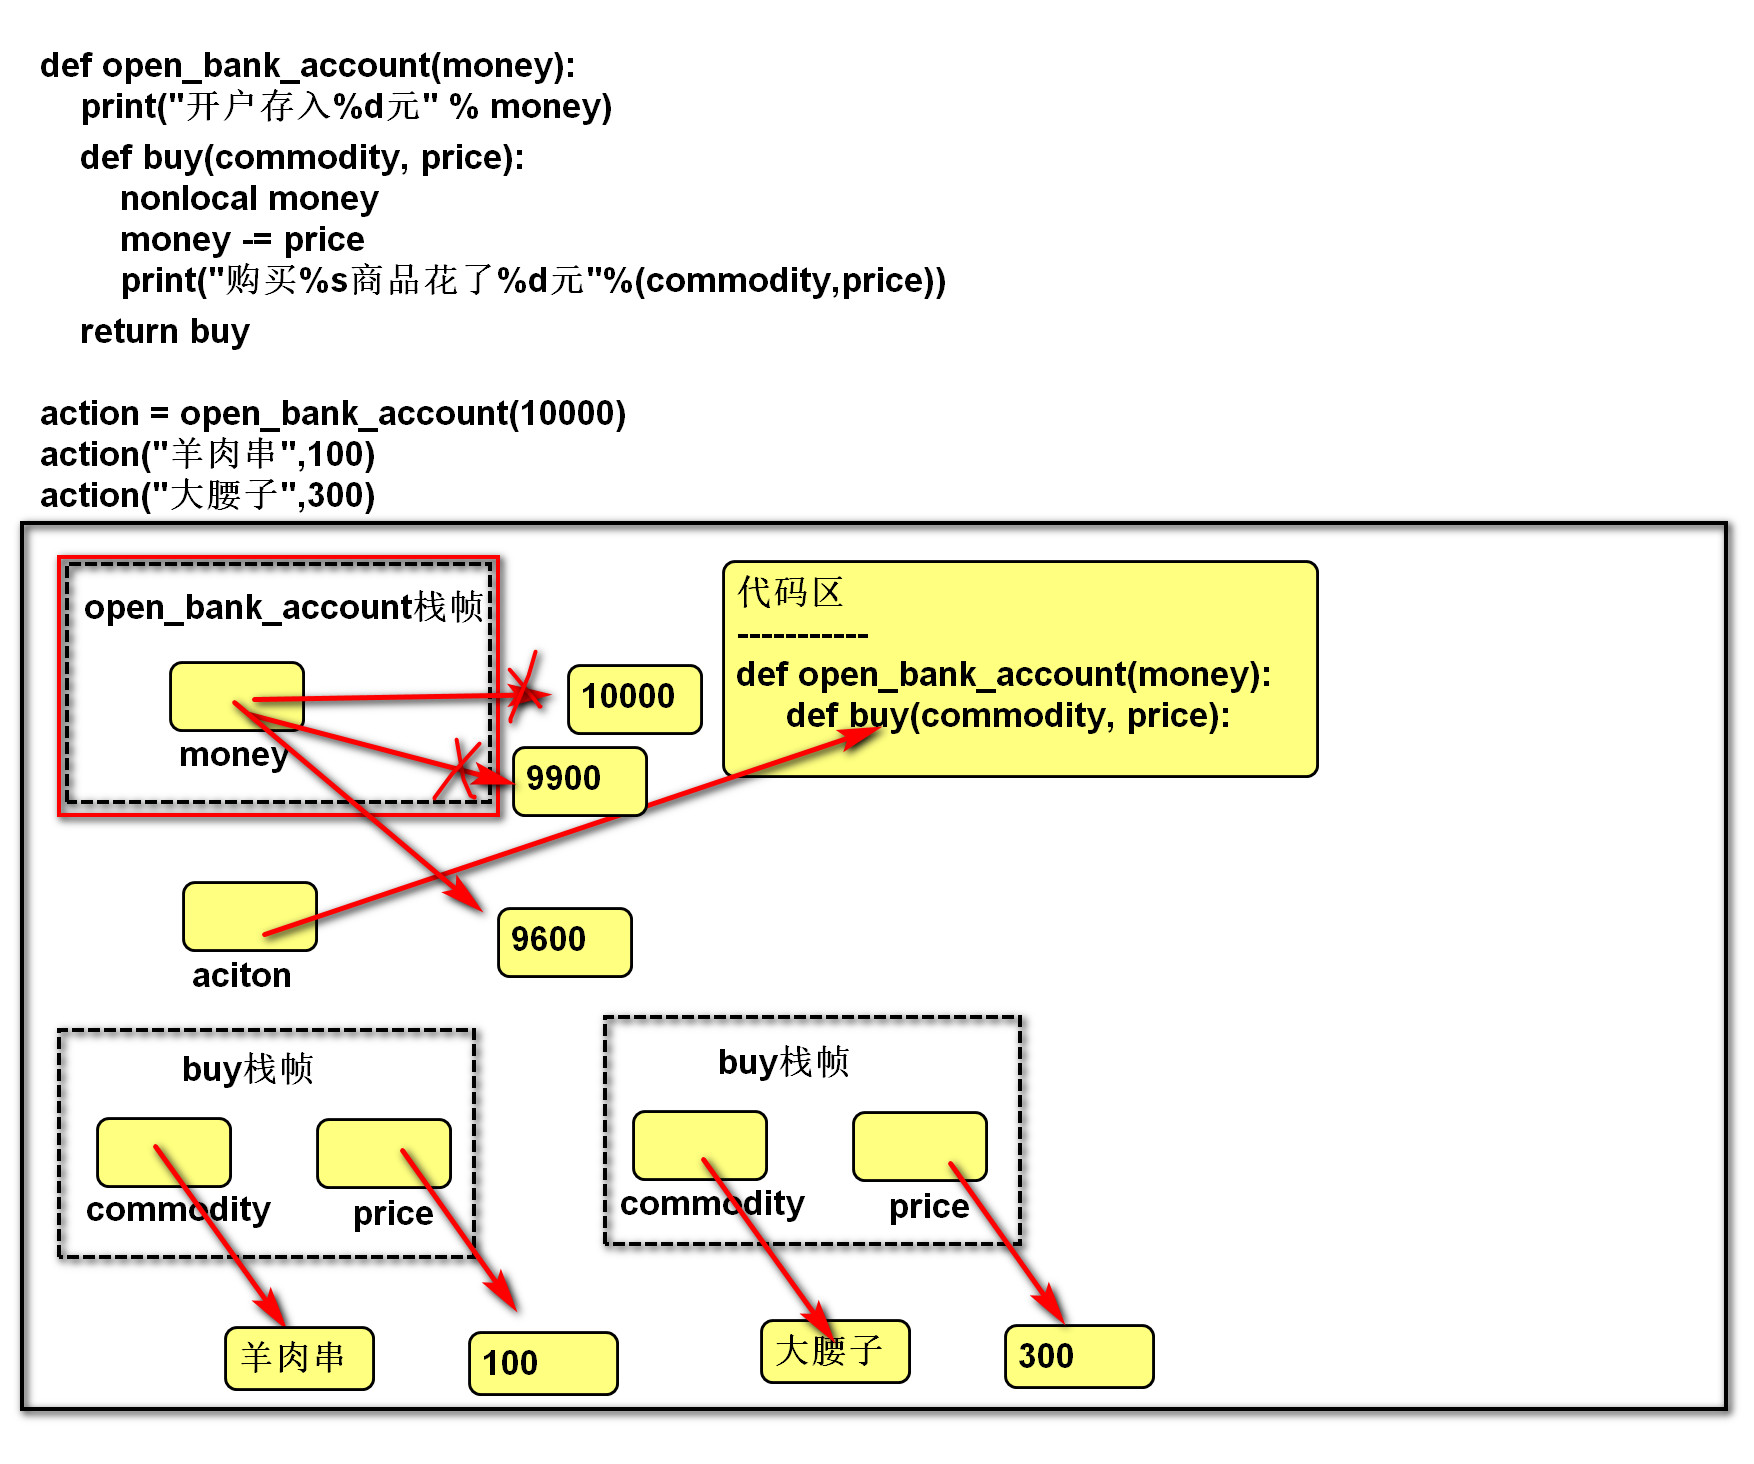 def open_bank_account(money):
    print("开户存入%d元" % money)
    def buy(commodity, price):
        nonlocal money
        money -= price
        print("购买%s商品花了%d元"%(commodity,price))
    return buy
action = open_bank_account(10000)
action("羊肉串",100)
action("大腰子",300)
open_bank_account栈帧
money
10000
9900
代码区
-----------
def open_bank_account(money):
    def buy(commodity, price):
aciton
9600
buy栈帧
commodity
price
羊肉串
100
buy栈帧
commodity
price
大腰子
300